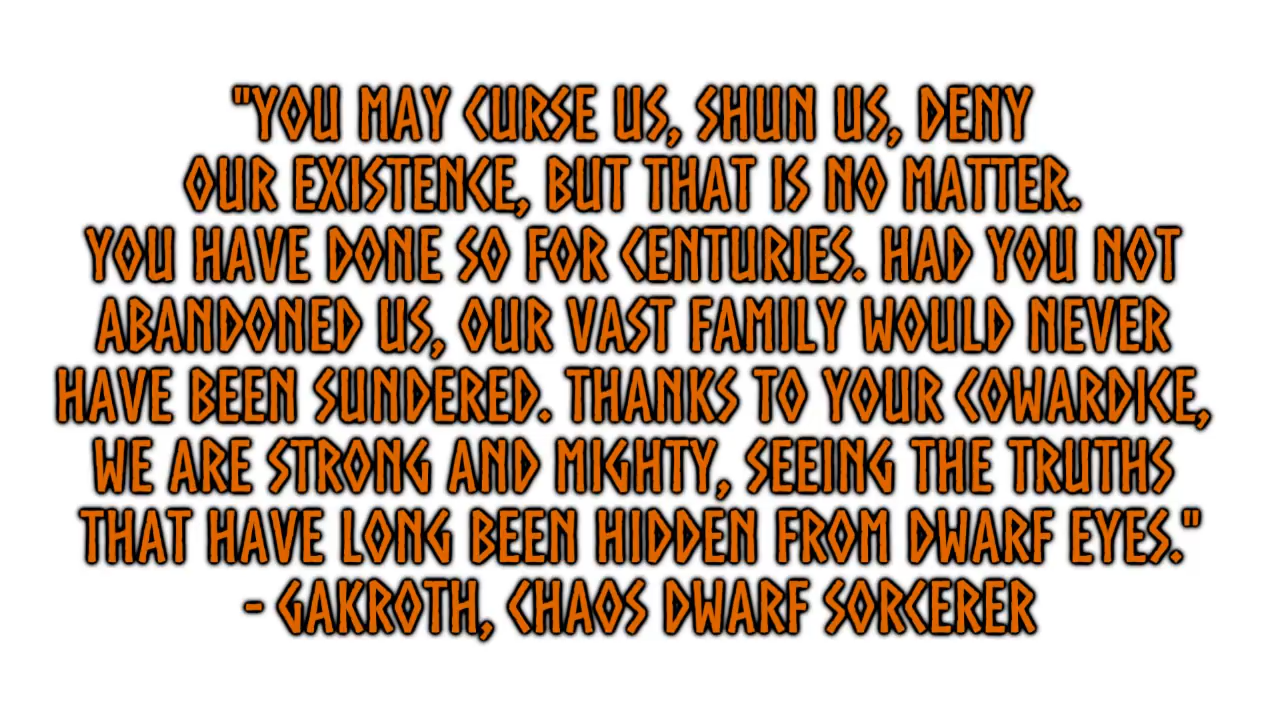 "YOU MAY CURSE US, SHUN US, DENY
OUR EXISTENCE, BUT THAT IS NO MATTER.
YOU HAVE DONE SO FOR CENTURIES. HAD YOU NOT
ABANDONED US, OUR VAST FAMILY WOULD NEVER
HAVE BEEN SUNDERED. THANKS TO YOUR COWARDICE,
WE ARE STRONG AND MIGHTY, SEEING THE TRUTHS
THAT HAVE LONG BEEN HIDDEN FROM DWARF EYES."
- GAKROTH, CHAOS DWARF SORCERER